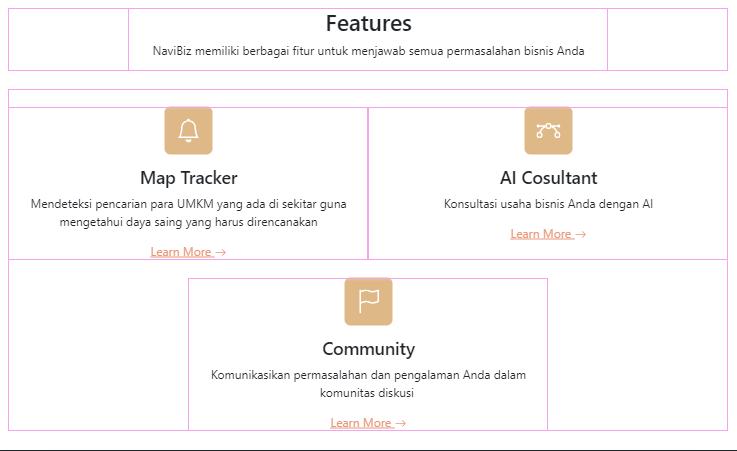 Features
NaviBiz memiliki berbagai fitur untuk menjawab semua permasalahan bisnis Anda
Map Tracker
Mendeteksi pencarian para UMKM yang ada di sekitar guna
mengetahui daya saing yang harus direncanakan
Learn More →
AI Cosultant
Konsultasi usaha bisnis Anda dengan AI
Learn More →
Community
Komunikasikan permasalahan dan pengalaman Anda dalam
komunitas diskusi
Learn More →